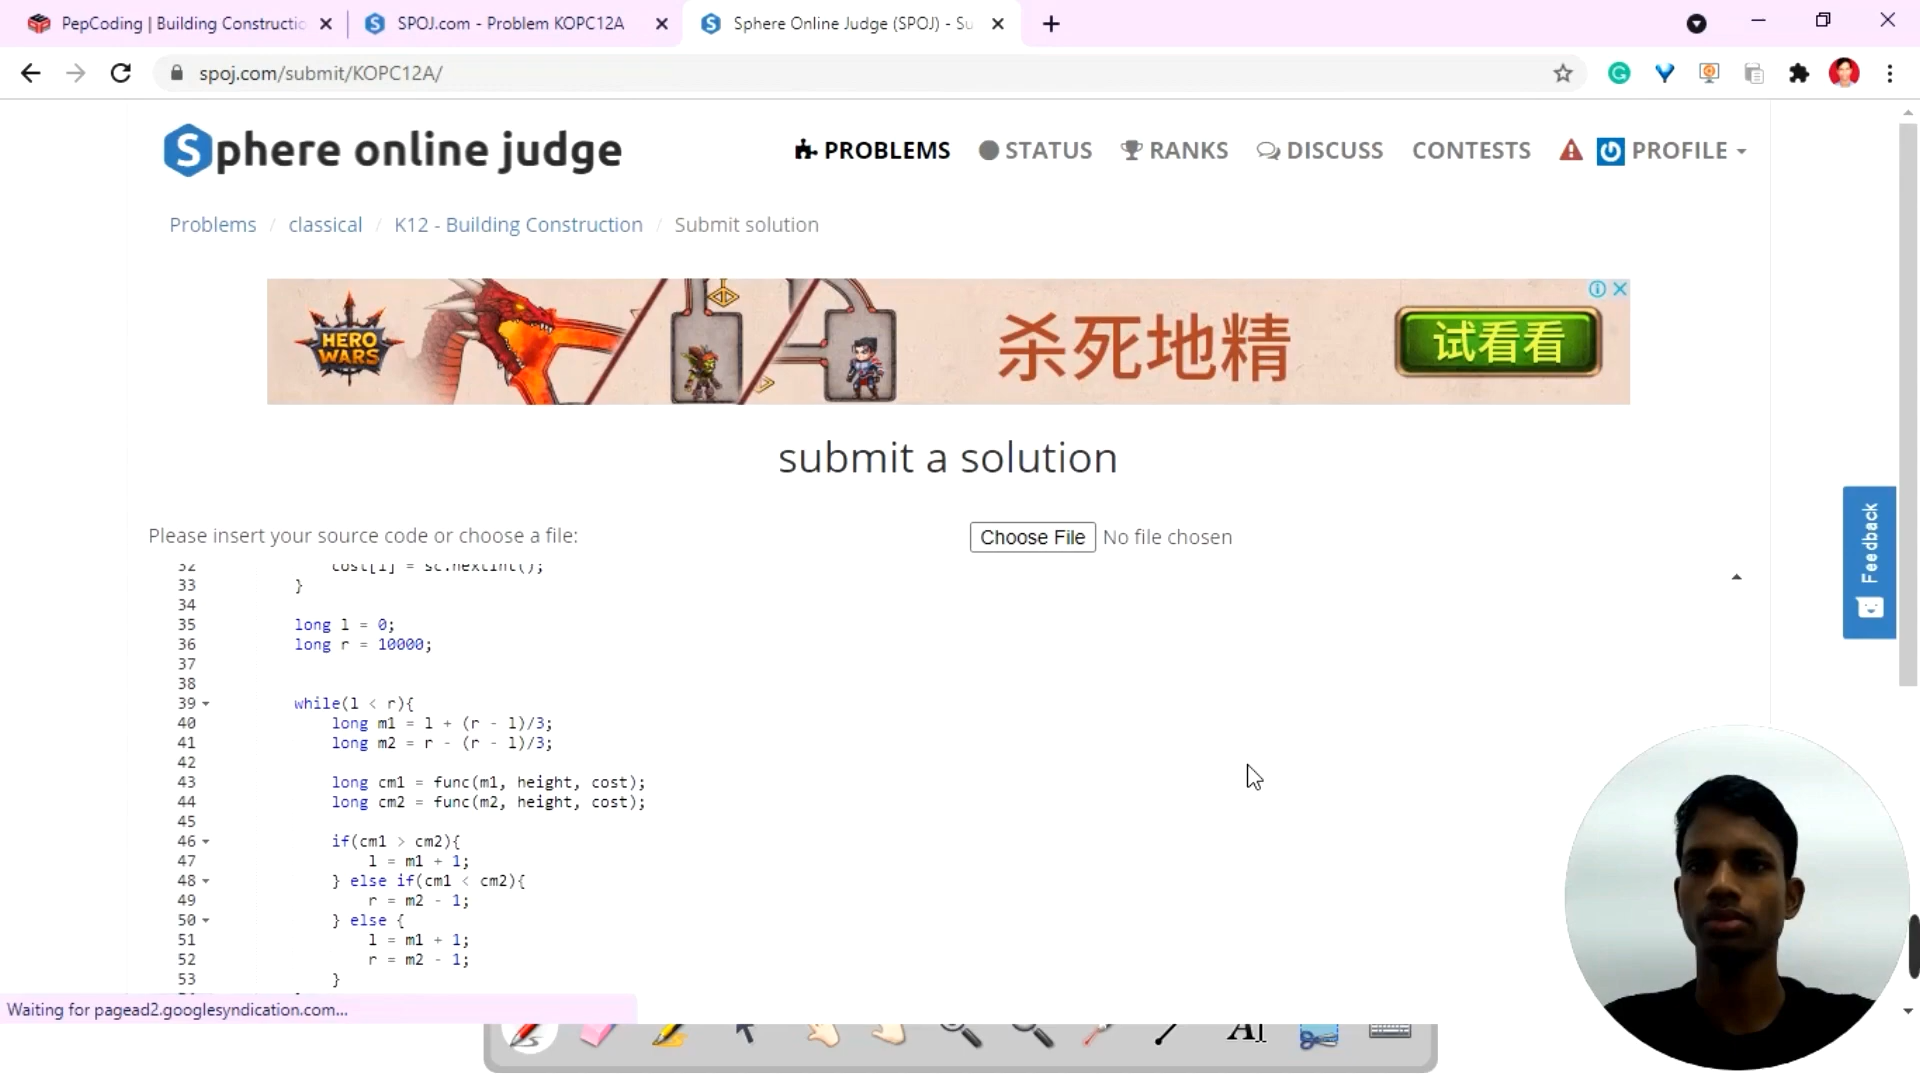 PepCoding | Building Constructio
SPOJ.com - Problem KOPC12A
Sphere Online Judge (SPOJ) - Su
spoj.com/submit/KOPC12A/
Sphere online judge
PROBLEMS
STATUS
RANKS
DISCUSS
CONTESTS
PROFILE
Problems / classical / K12 - Building Construction / Submit solution
HERO
WARS
杀死地精
试看看
submit a solution
Please insert your source code or choose a file:
Choose File No file chosen
Feedback
32 cost[i] = sc.nextInt();
33 }
34
35 long l = 0;
36 long r = 10000;
37
38
39 while(l < r){
40 long m1 = l + (r - l)/3;
41 long m2 = r - (r - l)/3;
42
43 long cm1 = func(m1, height, cost);
44 long cm2 = func(m2, height, cost);
45
46 if(cm1 > cm2){
47 l = m1 + 1;
48 } else if(cm1 < cm2){
49 r = m2 - 1;
50 } else {
51 l = m1 + 1;
52 r = m2 - 1;
53 }
Waiting for pagead2.googlesyndication.com...